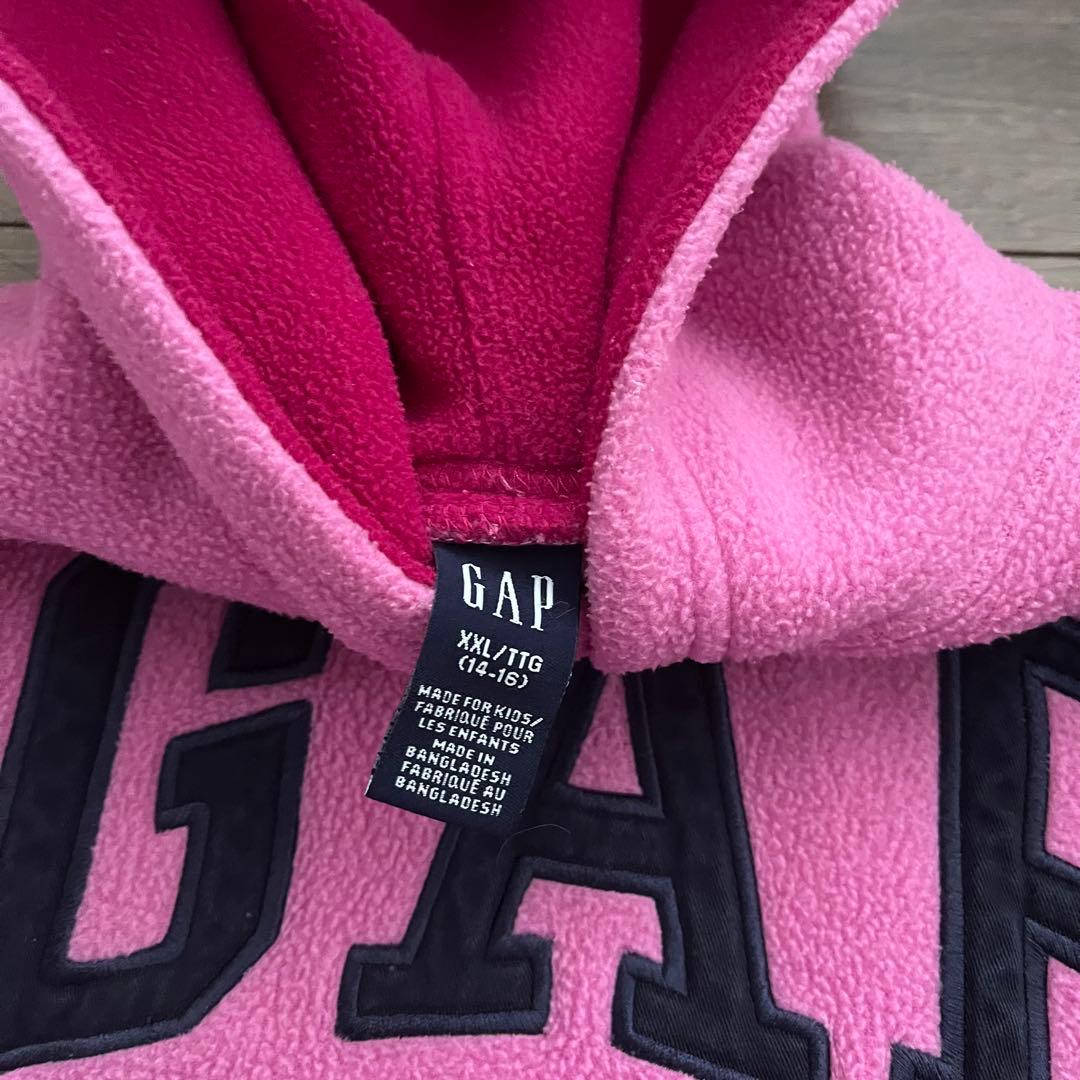 GAP
XXL/TTG
(14-16)
MADE FOR KIDS/
FABRIQUÉ POUR
LES ENFANTS
MADE IN
BANGLADESH
FABRIQUÉ AU
BANGLADESH
GAP